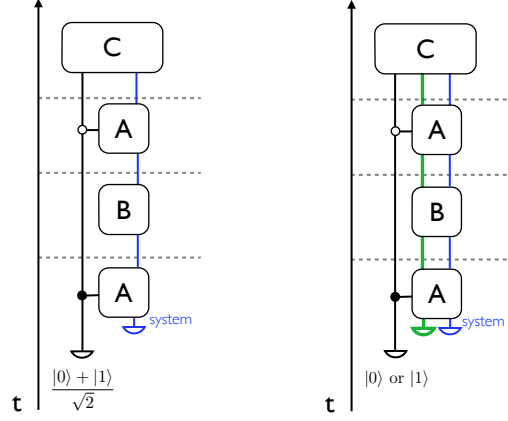 C
A
B
A
system
|0⟩ + |1⟩
√2
t
C
A
B
A
system
|0⟩ or |1⟩
t